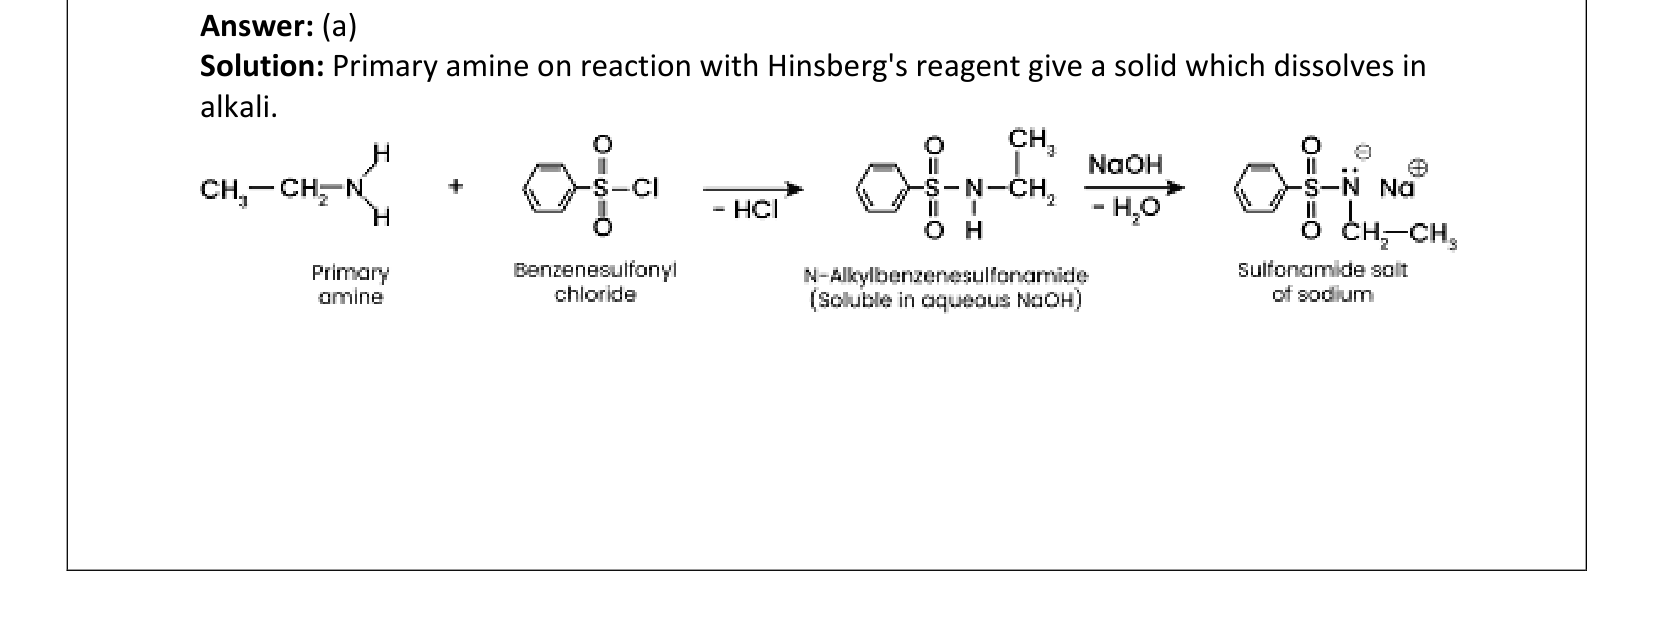 Answer: (a)
Solution: Primary amine on reaction with Hinsberg's reagent give a solid which dissolves in
alkali.
CH₃—CH₂—N
H
H
+
O
S—Cl
O
- HCl
O
S—N—CH₂
CH₃
O H
NaOH
- H₂O
O
S—N̈ Na
⊖
⊕
O CH₂—CH₃
Primary
amine
Benzenesulfonyl
chloride
N-Alkylbenzenesulfonamide
(Soluble in aqueous NaOH)
Sulfonamide salt
of sodium